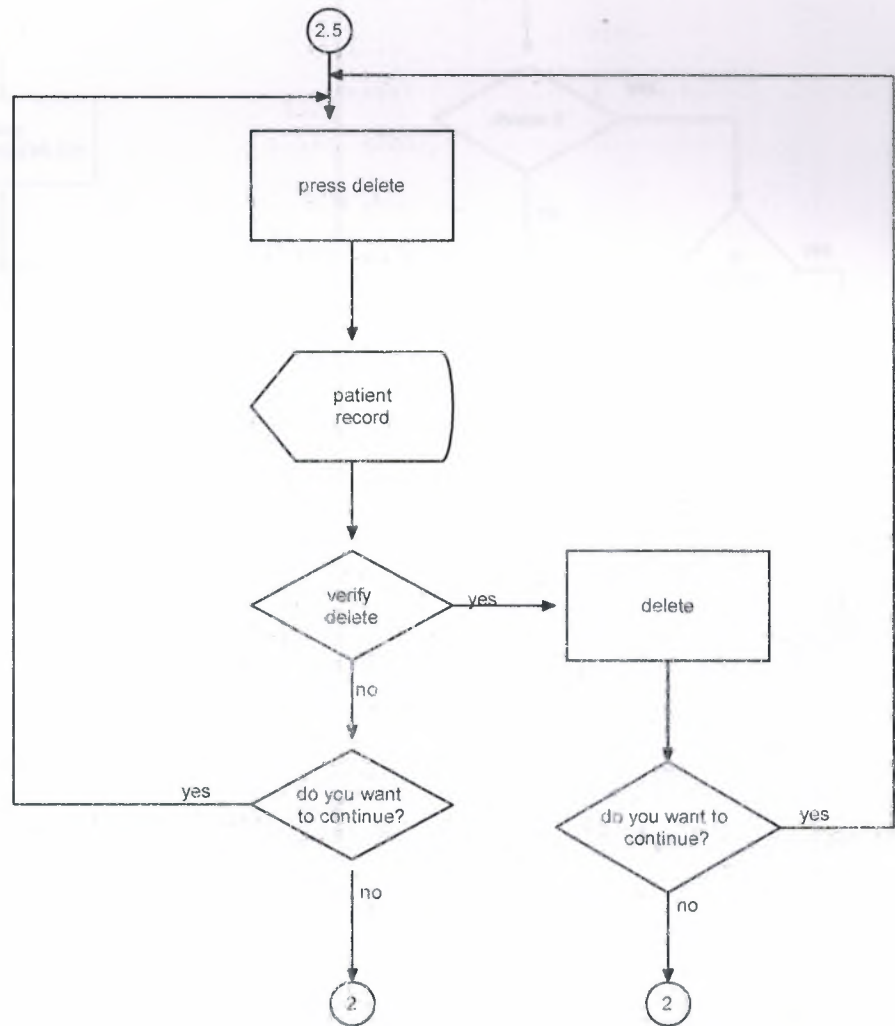 2.5
press delete
patient
record
verify
delete
yes
delete
no
yes
do you want
to continue?
do you want to
continue?
yes
no
no
2
2